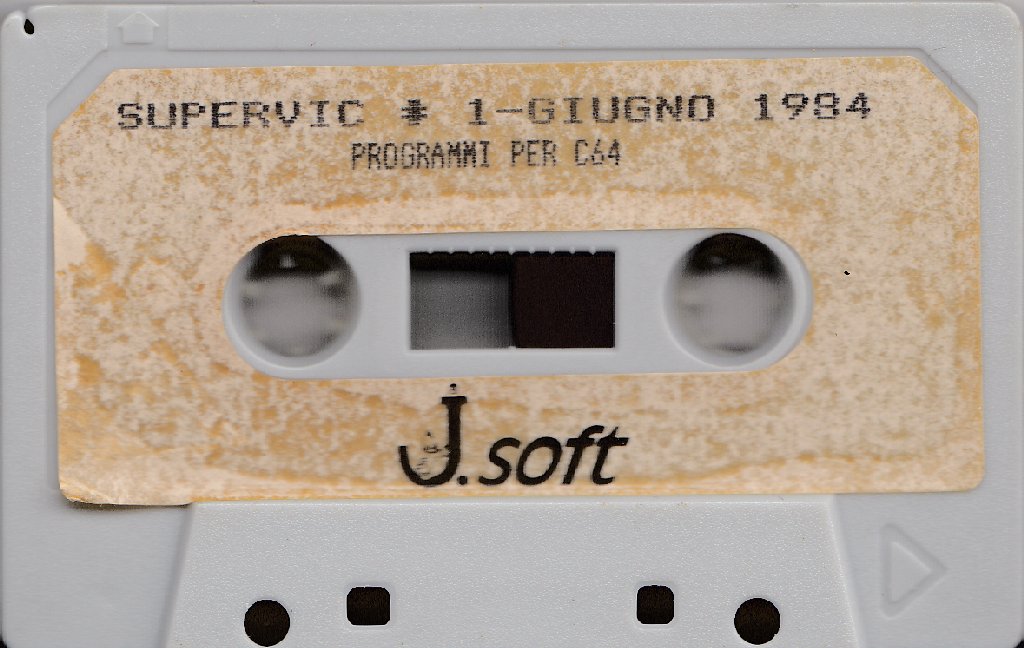 SUPERVIC * 1-GIUGNO 1984
PROGRAMMI PER C64
J.soft